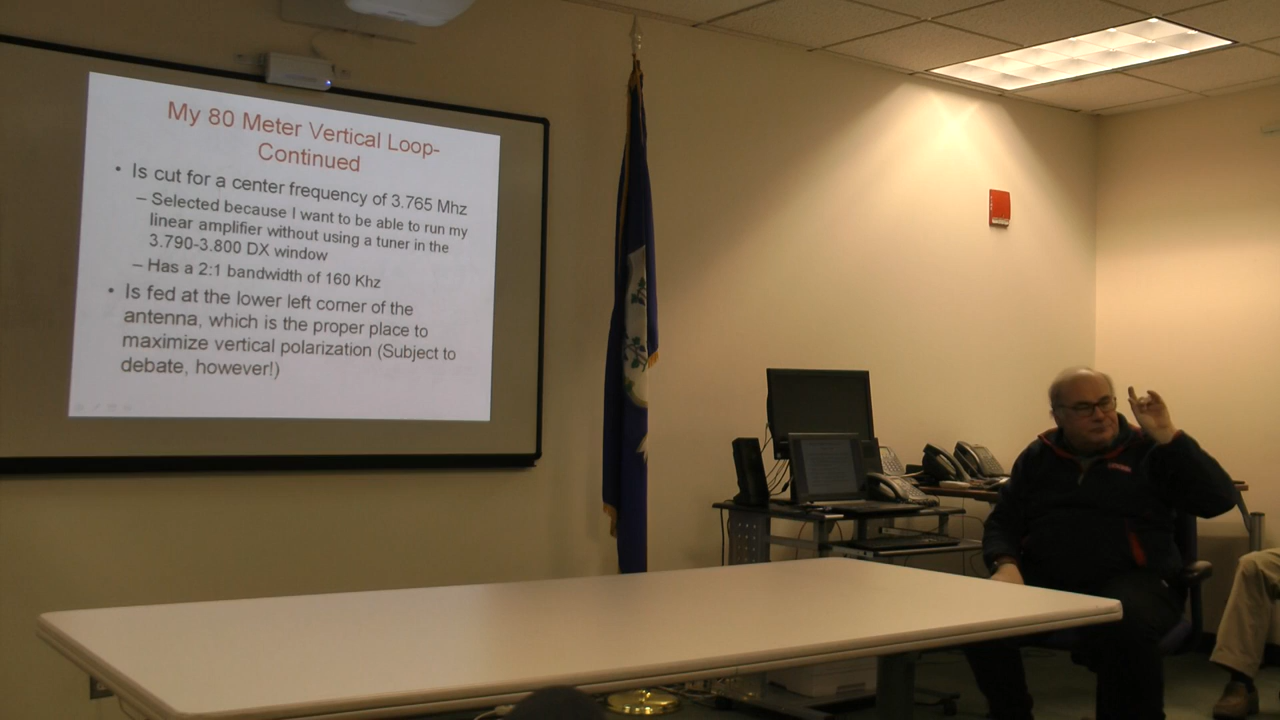 My 80 Meter Vertical Loop-
Continued
• Is cut for a center frequency of 3.765 Mhz
– Selected because I want to be able to run my
linear amplifier without using a tuner in the
3.790-3.800 DX window
– Has a 2:1 bandwidth of 160 Khz
• Is fed at the lower left corner of the
antenna, which is the proper place to
maximize vertical polarization (Subject to
debate, however!)